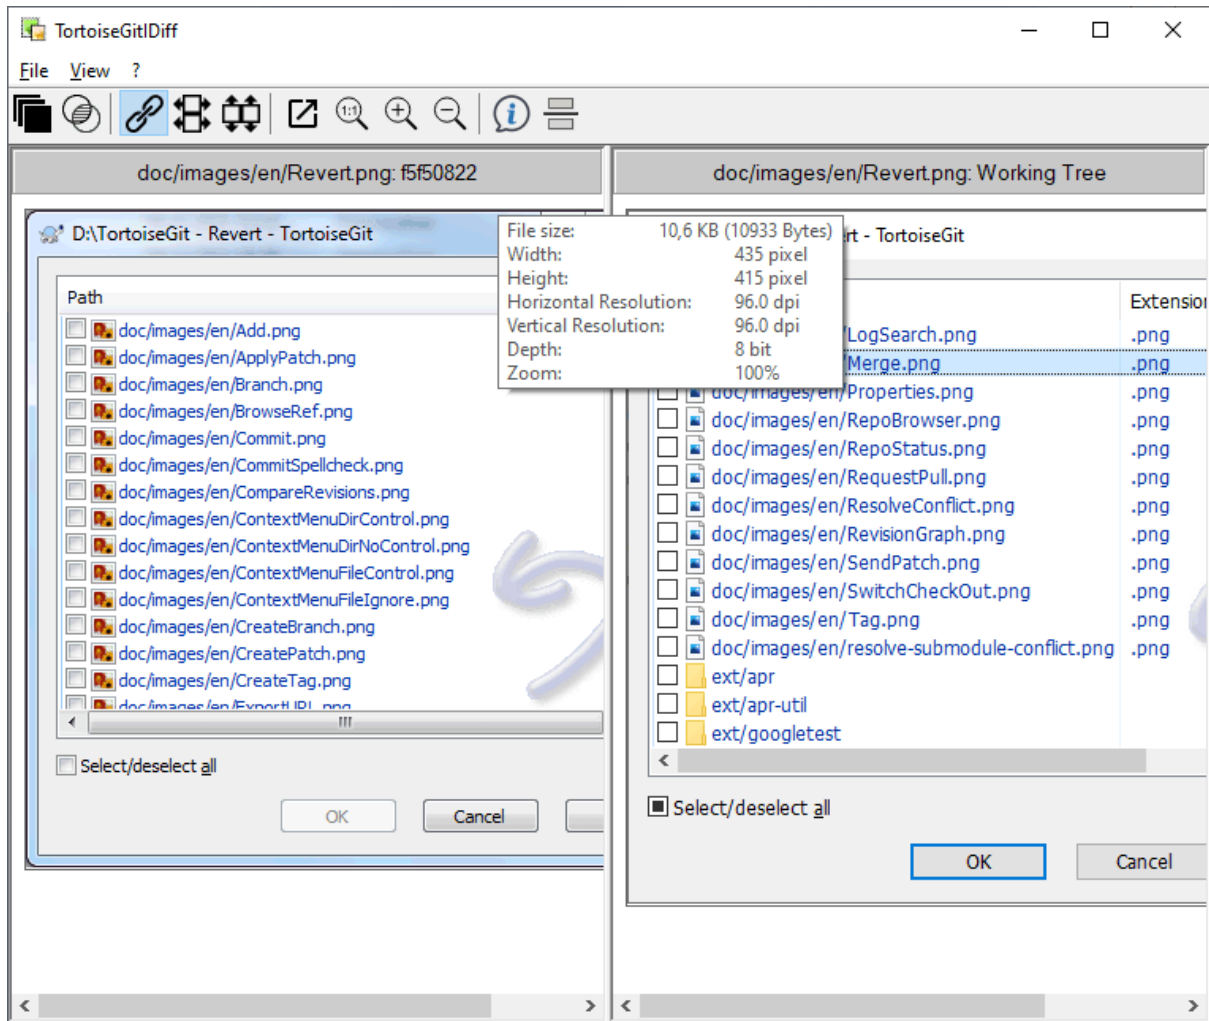 TortoiseGitIDiff
File View ?
1:1
doc/images/en/Revert.png: f5f50822
D:\TortoiseGit - Revert - TortoiseGit
Path
doc/images/en/Add.png
doc/images/en/ApplyPatch.png
doc/images/en/Branch.png
doc/images/en/BrowseRef.png
doc/images/en/Commit.png
doc/images/en/CommitSpellcheck.png
doc/images/en/CompareRevisions.png
doc/images/en/ContextMenuDirControl.png
doc/images/en/ContextMenuDirNoControl.png
doc/images/en/ContextMenuFileControl.png
doc/images/en/ContextMenuFileIgnore.png
doc/images/en/CreateBranch.png
doc/images/en/CreatePatch.png
doc/images/en/CreateTag.png
doc/images/en/ExportURL.png
Select/deselect all
OK Cancel
File size: 10,6 KB (10933 Bytes)
Width: 435 pixel
Height: 415 pixel
Horizontal Resolution: 96.0 dpi
Vertical Resolution: 96.0 dpi
Depth: 8 bit
Zoom: 100%
doc/images/en/Revert.png: Working Tree
rt - TortoiseGit
Extension
/LogSearch.png .png
/Merge.png .png
doc/images/en/Properties.png .png
doc/images/en/RepoBrowser.png .png
doc/images/en/RepoStatus.png .png
doc/images/en/RequestPull.png .png
doc/images/en/ResolveConflict.png .png
doc/images/en/RevisionGraph.png .png
doc/images/en/SendPatch.png .png
doc/images/en/SwitchCheckOut.png .png
doc/images/en/Tag.png .png
doc/images/en/resolve-submodule-conflict.png .png
ext/apr
ext/apr-util
ext/googletest
Select/deselect all
OK Cancel